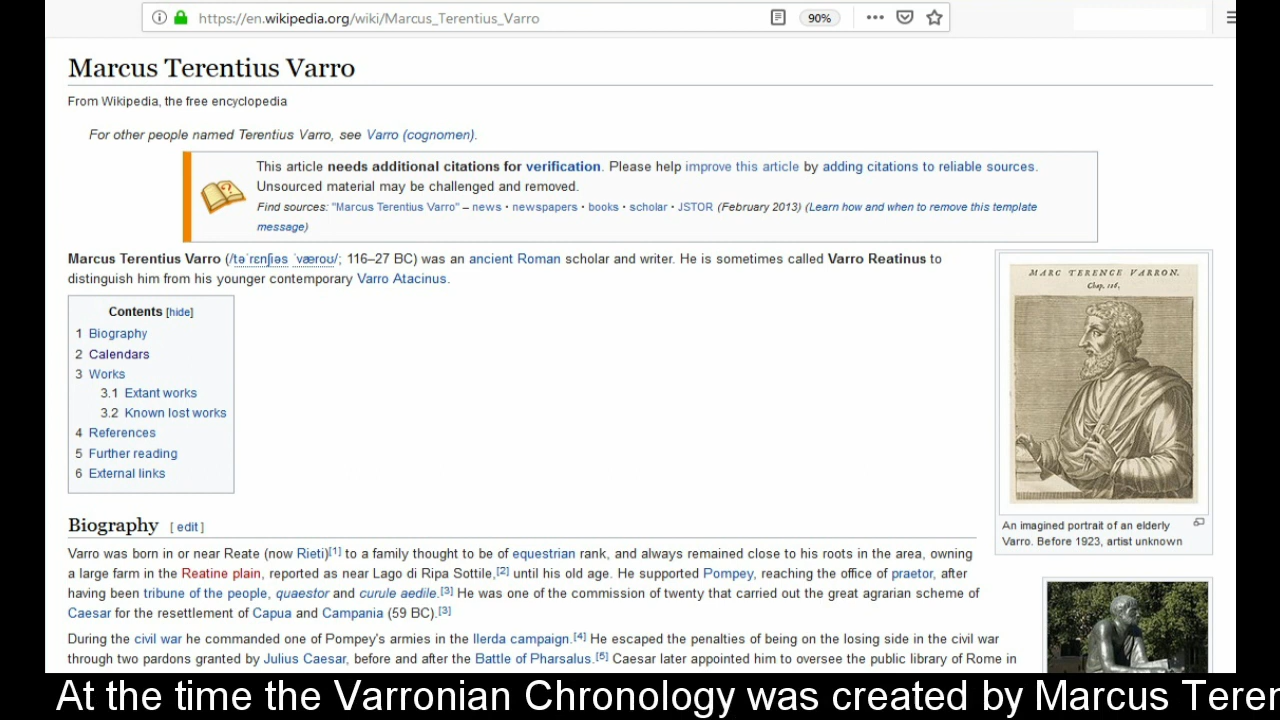 https://en.wikipedia.org/wiki/Marcus_Terentius_Varro
90%
Marcus Terentius Varro
From Wikipedia, the free encyclopedia
For other people named Terentius Varro, see Varro (cognomen).
This article needs additional citations for verification. Please help improve this article by adding citations to reliable sources.
Unsourced material may be challenged and removed.
Find sources: "Marcus Terentius Varro" – news · newspapers · books · scholar · JSTOR (February 2013) (Learn how and when to remove this template
message)
Marcus Terentius Varro (/təˈrɛnʃiəs ˈværoʊ/; 116–27 BC) was an ancient Roman scholar and writer. He is sometimes called Varro Reatinus to
distinguish him from his younger contemporary Varro Atacinus.
Contents [hide]
1 Biography
2 Calendars
3 Works
3.1 Extant works
3.2 Known lost works
4 References
5 Further reading
6 External links
MARC TERENCE VARRON.
Chap. 116.
An imagined portrait of an elderly
Varro. Before 1923, artist unknown
Biography [ edit ]
Varro was born in or near Reate (now Rieti)[1] to a family thought to be of equestrian rank, and always remained close to his roots in the area, owning
a large farm in the Reatine plain, reported as near Lago di Ripa Sottile,[2] until his old age. He supported Pompey, reaching the office of praetor, after
having been tribune of the people, quaestor and curule aedile.[3] He was one of the commission of twenty that carried out the great agrarian scheme of
Caesar for the resettlement of Capua and Campania (59 BC).[3]
During the civil war he commanded one of Pompey's armies in the Ilerda campaign.[4] He escaped the penalties of being on the losing side in the civil war
through two pardons granted by Julius Caesar, before and after the Battle of Pharsalus.[5] Caesar later appointed him to oversee the public library of Rome in
At the time the Varronian Chronology was created by Marcus Teren